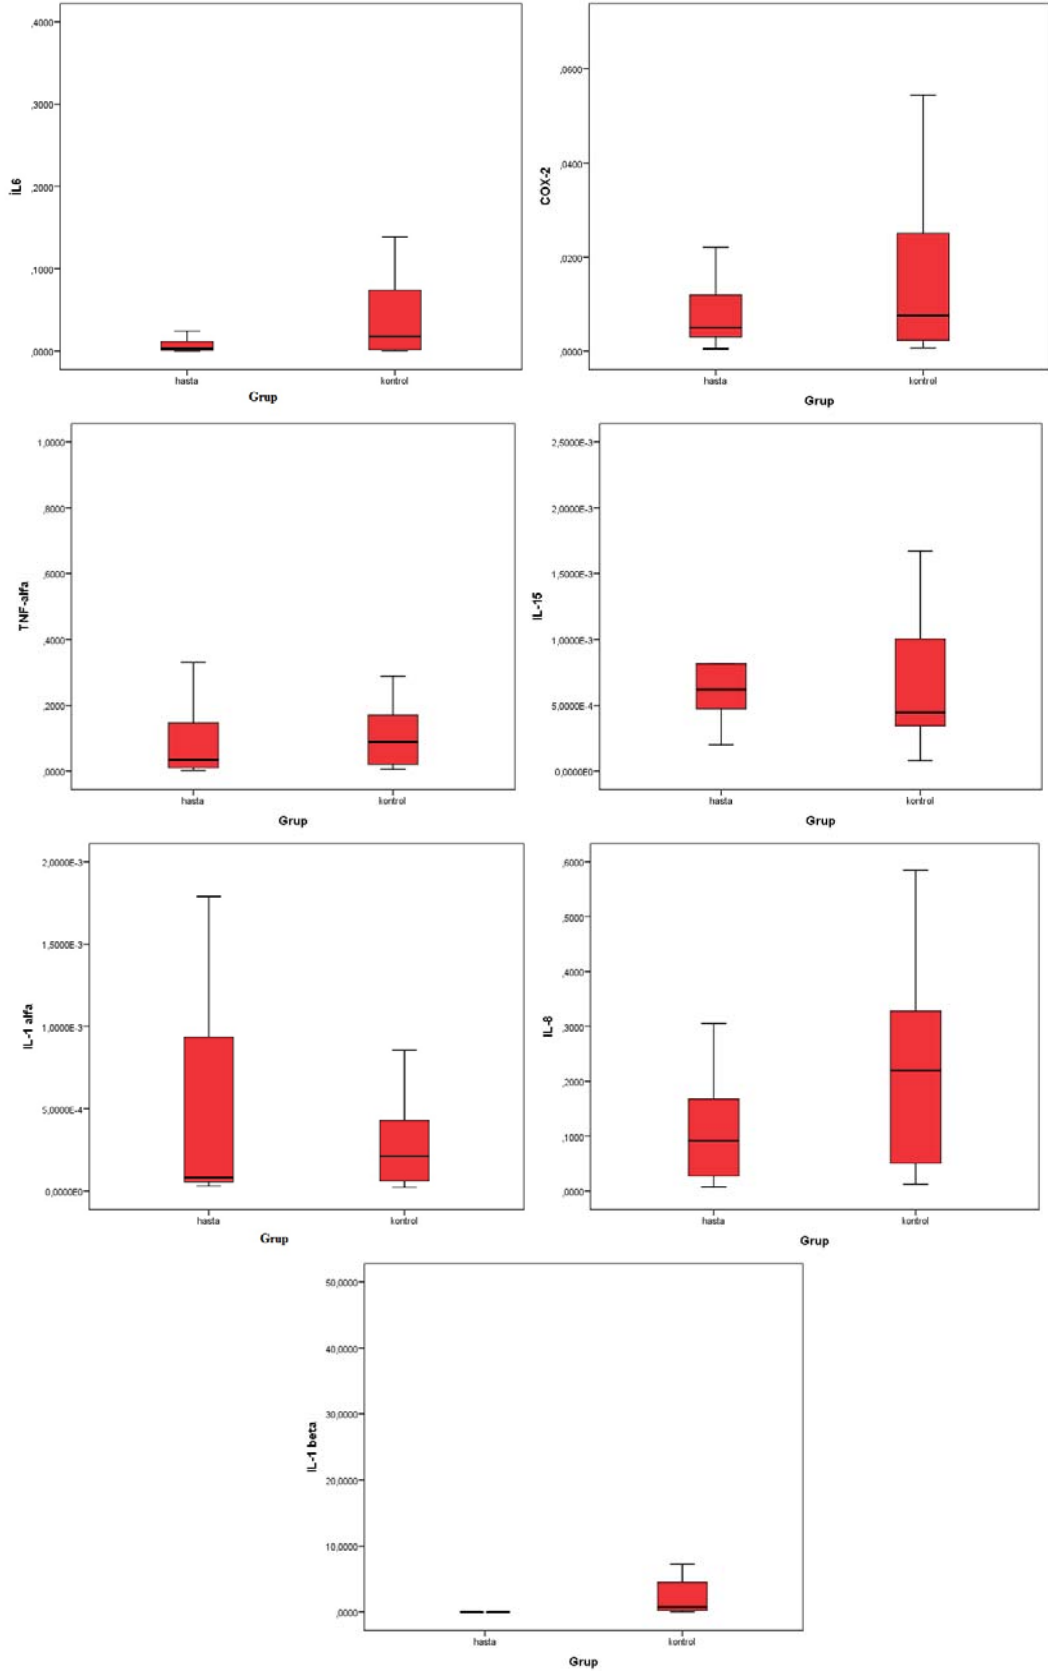 ,4000
,3000
,2000
,1000
,0000
İL6
hasta
kontrol
Grup
,0600
,0400
,0200
,0000
COX-2
hasta
kontrol
Grup
1,0000
,8000
,6000
,4000
,2000
,0000
TNF-alfa
hasta
kontrol
Grup
2,5000E-3
2,0000E-3
1,5000E-3
1,0000E-3
5,0000E-4
0,0000E0
IL-15
hasta
kontrol
Grup
2,0000E-3
1,5000E-3
1,0000E-3
5,0000E-4
0,0000E0
IL-1 alfa
hasta
kontrol
Grup
,6000
,5000
,4000
,3000
,2000
,1000
,0000
IL-8
hasta
kontrol
Grup
50,0000
40,0000
30,0000
20,0000
10,0000
,0000
IL-1 beta
hasta
kontrol
Grup